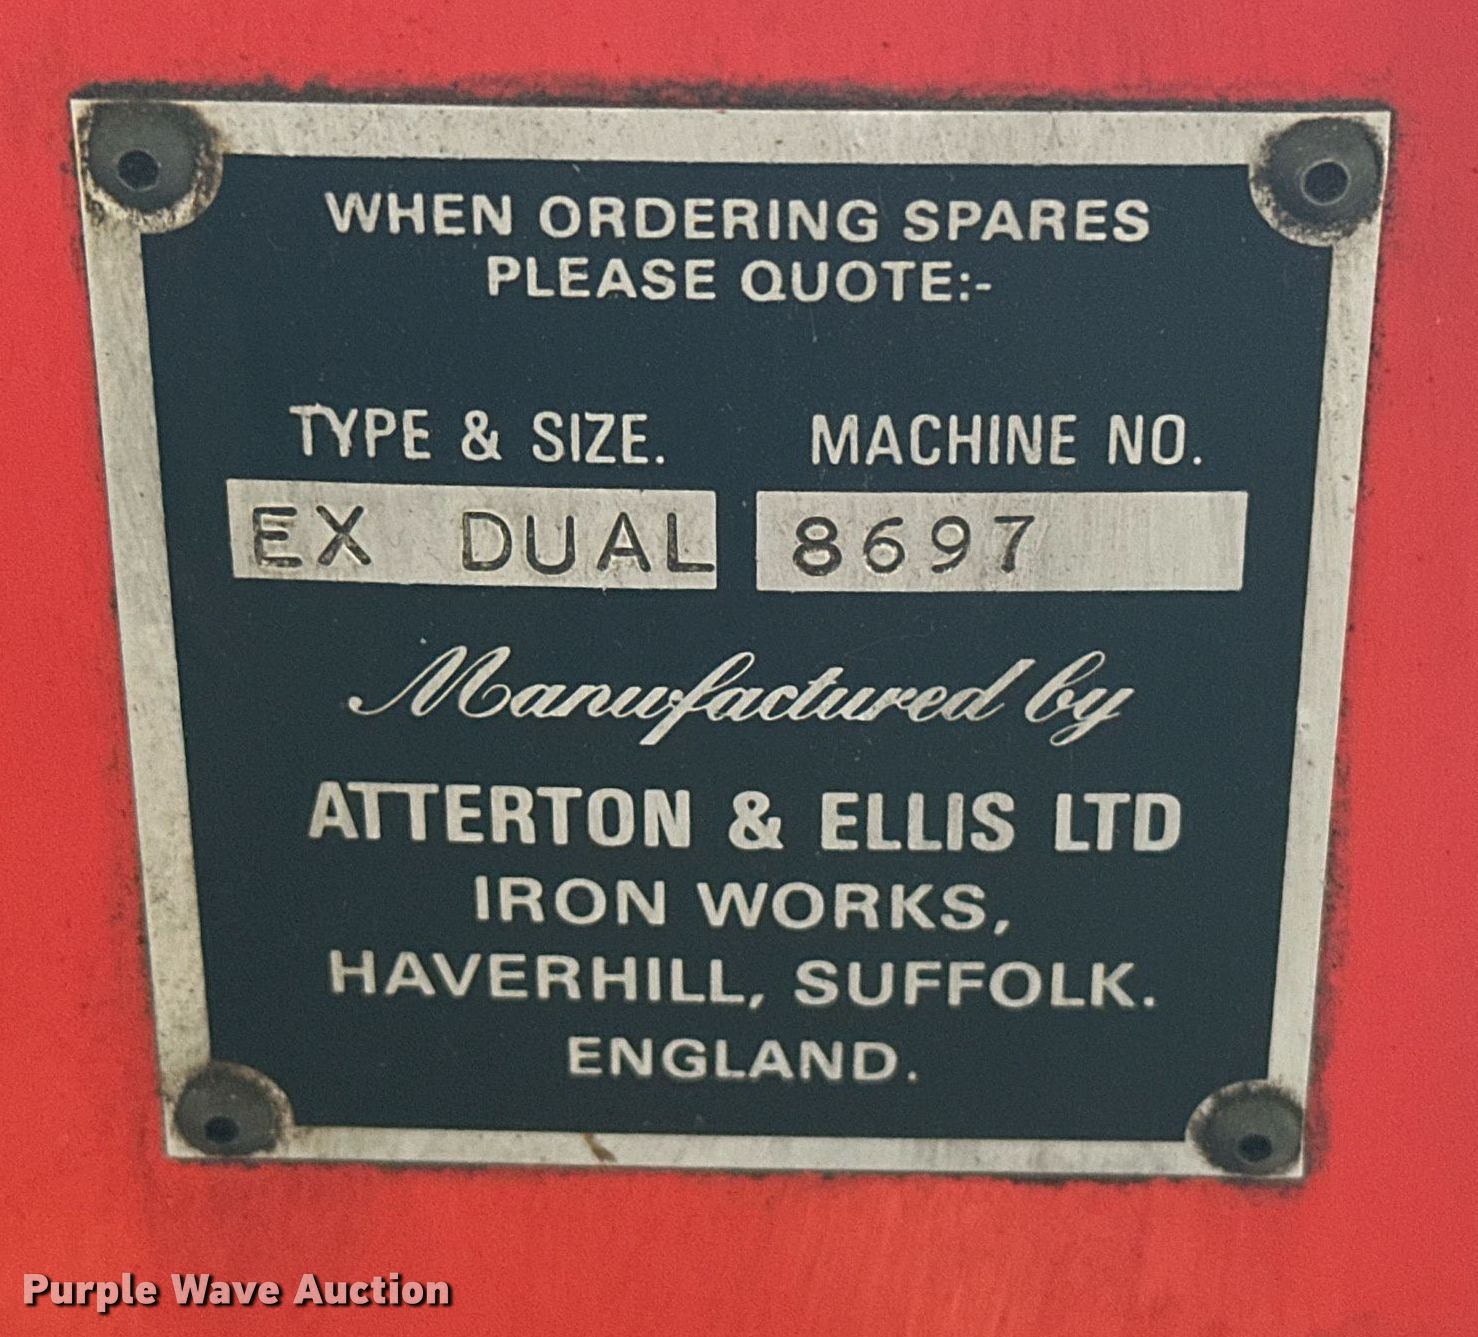 WHEN ORDERING SPARES
PLEASE QUOTE:-
TYPE & SIZE. MACHINE NO.
EX DUAL 8697
Manufactured by
ATTERTON & ELLIS LTD
IRON WORKS,
HAVERHILL, SUFFOLK.
ENGLAND.
Purple Wave Auction